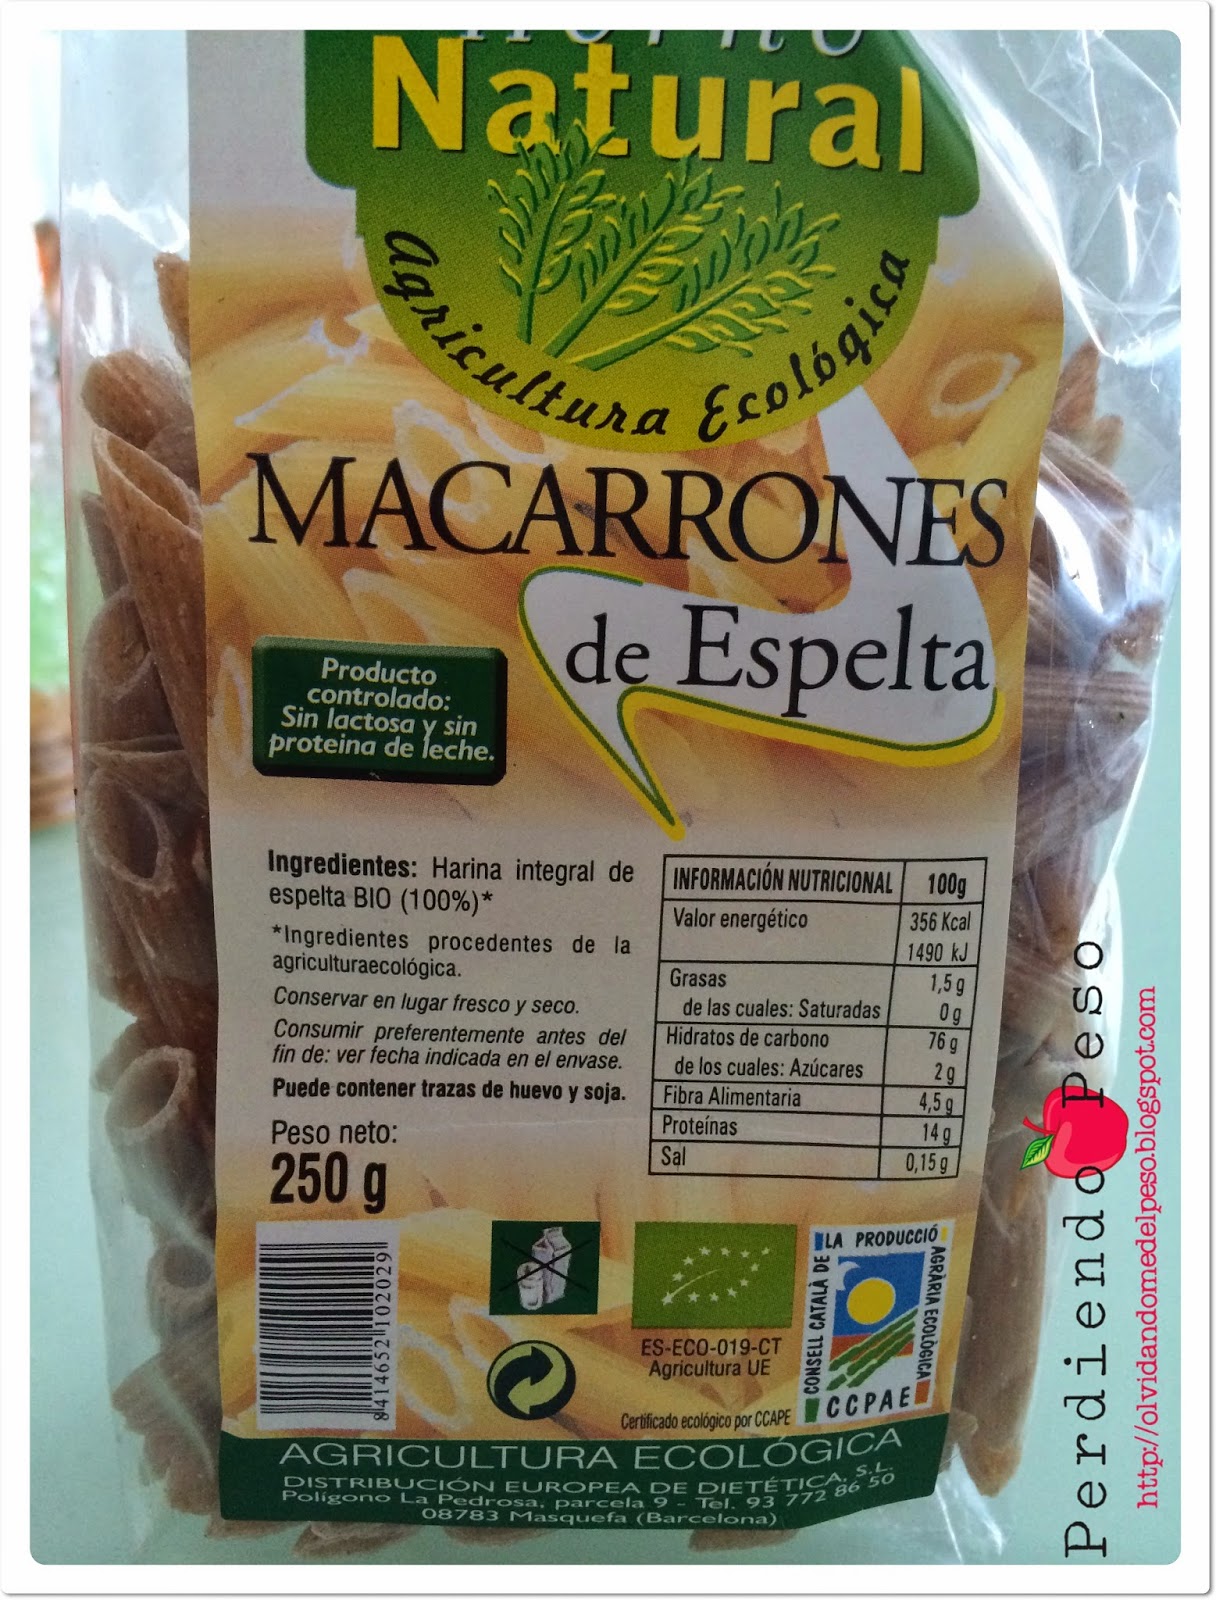 Natural
Agricultura Ecológica
MACARRONES
de Espelta
Producto
controlado:
Sin lactosa y sin
proteina de leche.
Ingredientes: Harina integral de
espelta BIO (100%)*
*Ingredientes procedentes de la
agriculturaecológica.
Conservar en lugar fresco y seco.
Consumir preferentemente antes del
fin de: ver fecha indicada en el envase.
Puede contener trazas de huevo y soja.
Peso neto:
250 g
INFORMACIÓN NUTRICIONAL 100g
Valor energético 356 Kcal
1490 kJ
Grasas 1,5 g
de las cuales: Saturadas 0 g
Hidratos de carbono 76 g
de los cuales: Azúcares 2 g
Fibra Alimentaria 4,5 g
Proteínas 14 g
Sal 0,15 g
8414652102029
ES-ECO-019-CT
Agricultura UE
Certificado ecológico por CCAPE
CONSELL CATALÀ DE
LA PRODUCCIÓ
AGRÀRIA ECOLÒGICA
CCPAE
AGRICULTURA ECOLÓGICA
DISTRIBUCIÓN EUROPEA DE DIETÉTICA, S.L.
Polígono La Pedrosa, parcela 9 - Tel. 93 772 86 50
08783 Masquefa (Barcelona)
Perdiendo Peso
http://olvidandomedelpeso.blogspot.com